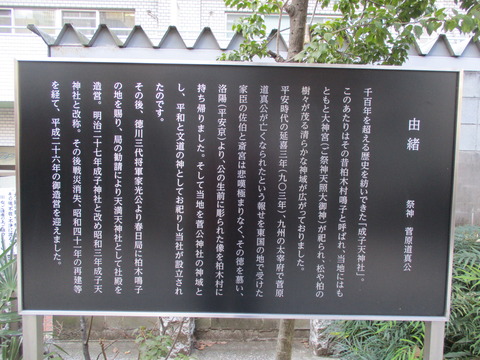 由緒
祭神 菅原道真公
千百年を超える歴史を紡いできた「成子天神社」。
このあたりはその昔柏木村鳴子と呼ばれ、当地にはも
ともと大神宮(と祭神天照大御神)が祀られ、松や柏の
樹々が茂る清らかな神域が広がっておりました。
平安時代の延喜三年(九〇三年)、九州の太宰府で菅原
道真公が亡くなられたという報せを東国の地で受けた
家臣の佐伯と斎宮は悲嘆極まりなく、その徳を慕い、
洛陽(平安京)より、公の生前に彫られた像を柏木村に
持ち帰りました。そして当地を菅公神社の神域と
し、平和と文道の神としてお祀りし当社が設立され
たのです。
その後、徳川三代将軍家光公より春日局に柏木鳴子
の地を賜り、局の勧請により天満天神社として社殿を
造営。明治二十七年成子神社と改め昭和三年成子天
神社と改称。その後戦災消失、昭和四十一年の再建等
を経て、平成二十六年の御造営を迎えました。